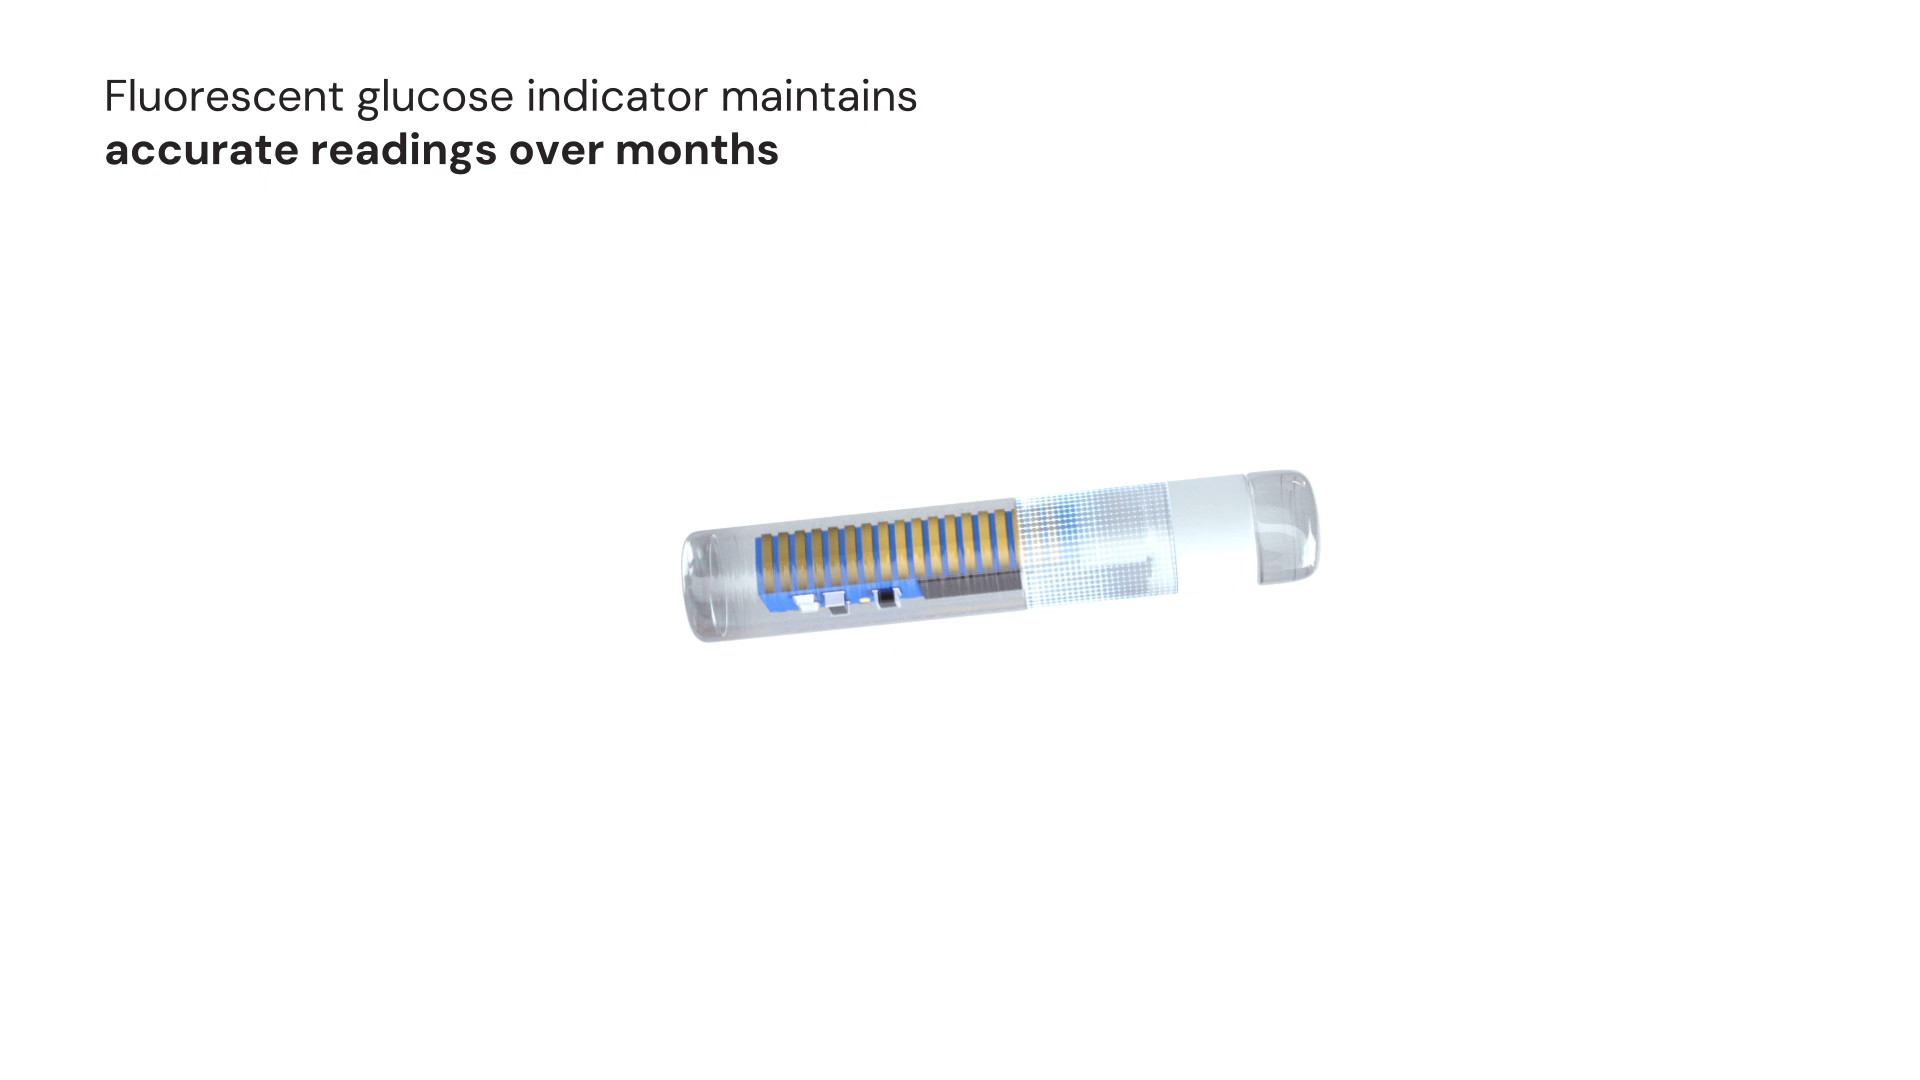 Fluorescent glucose indicator maintains
accurate readings over months